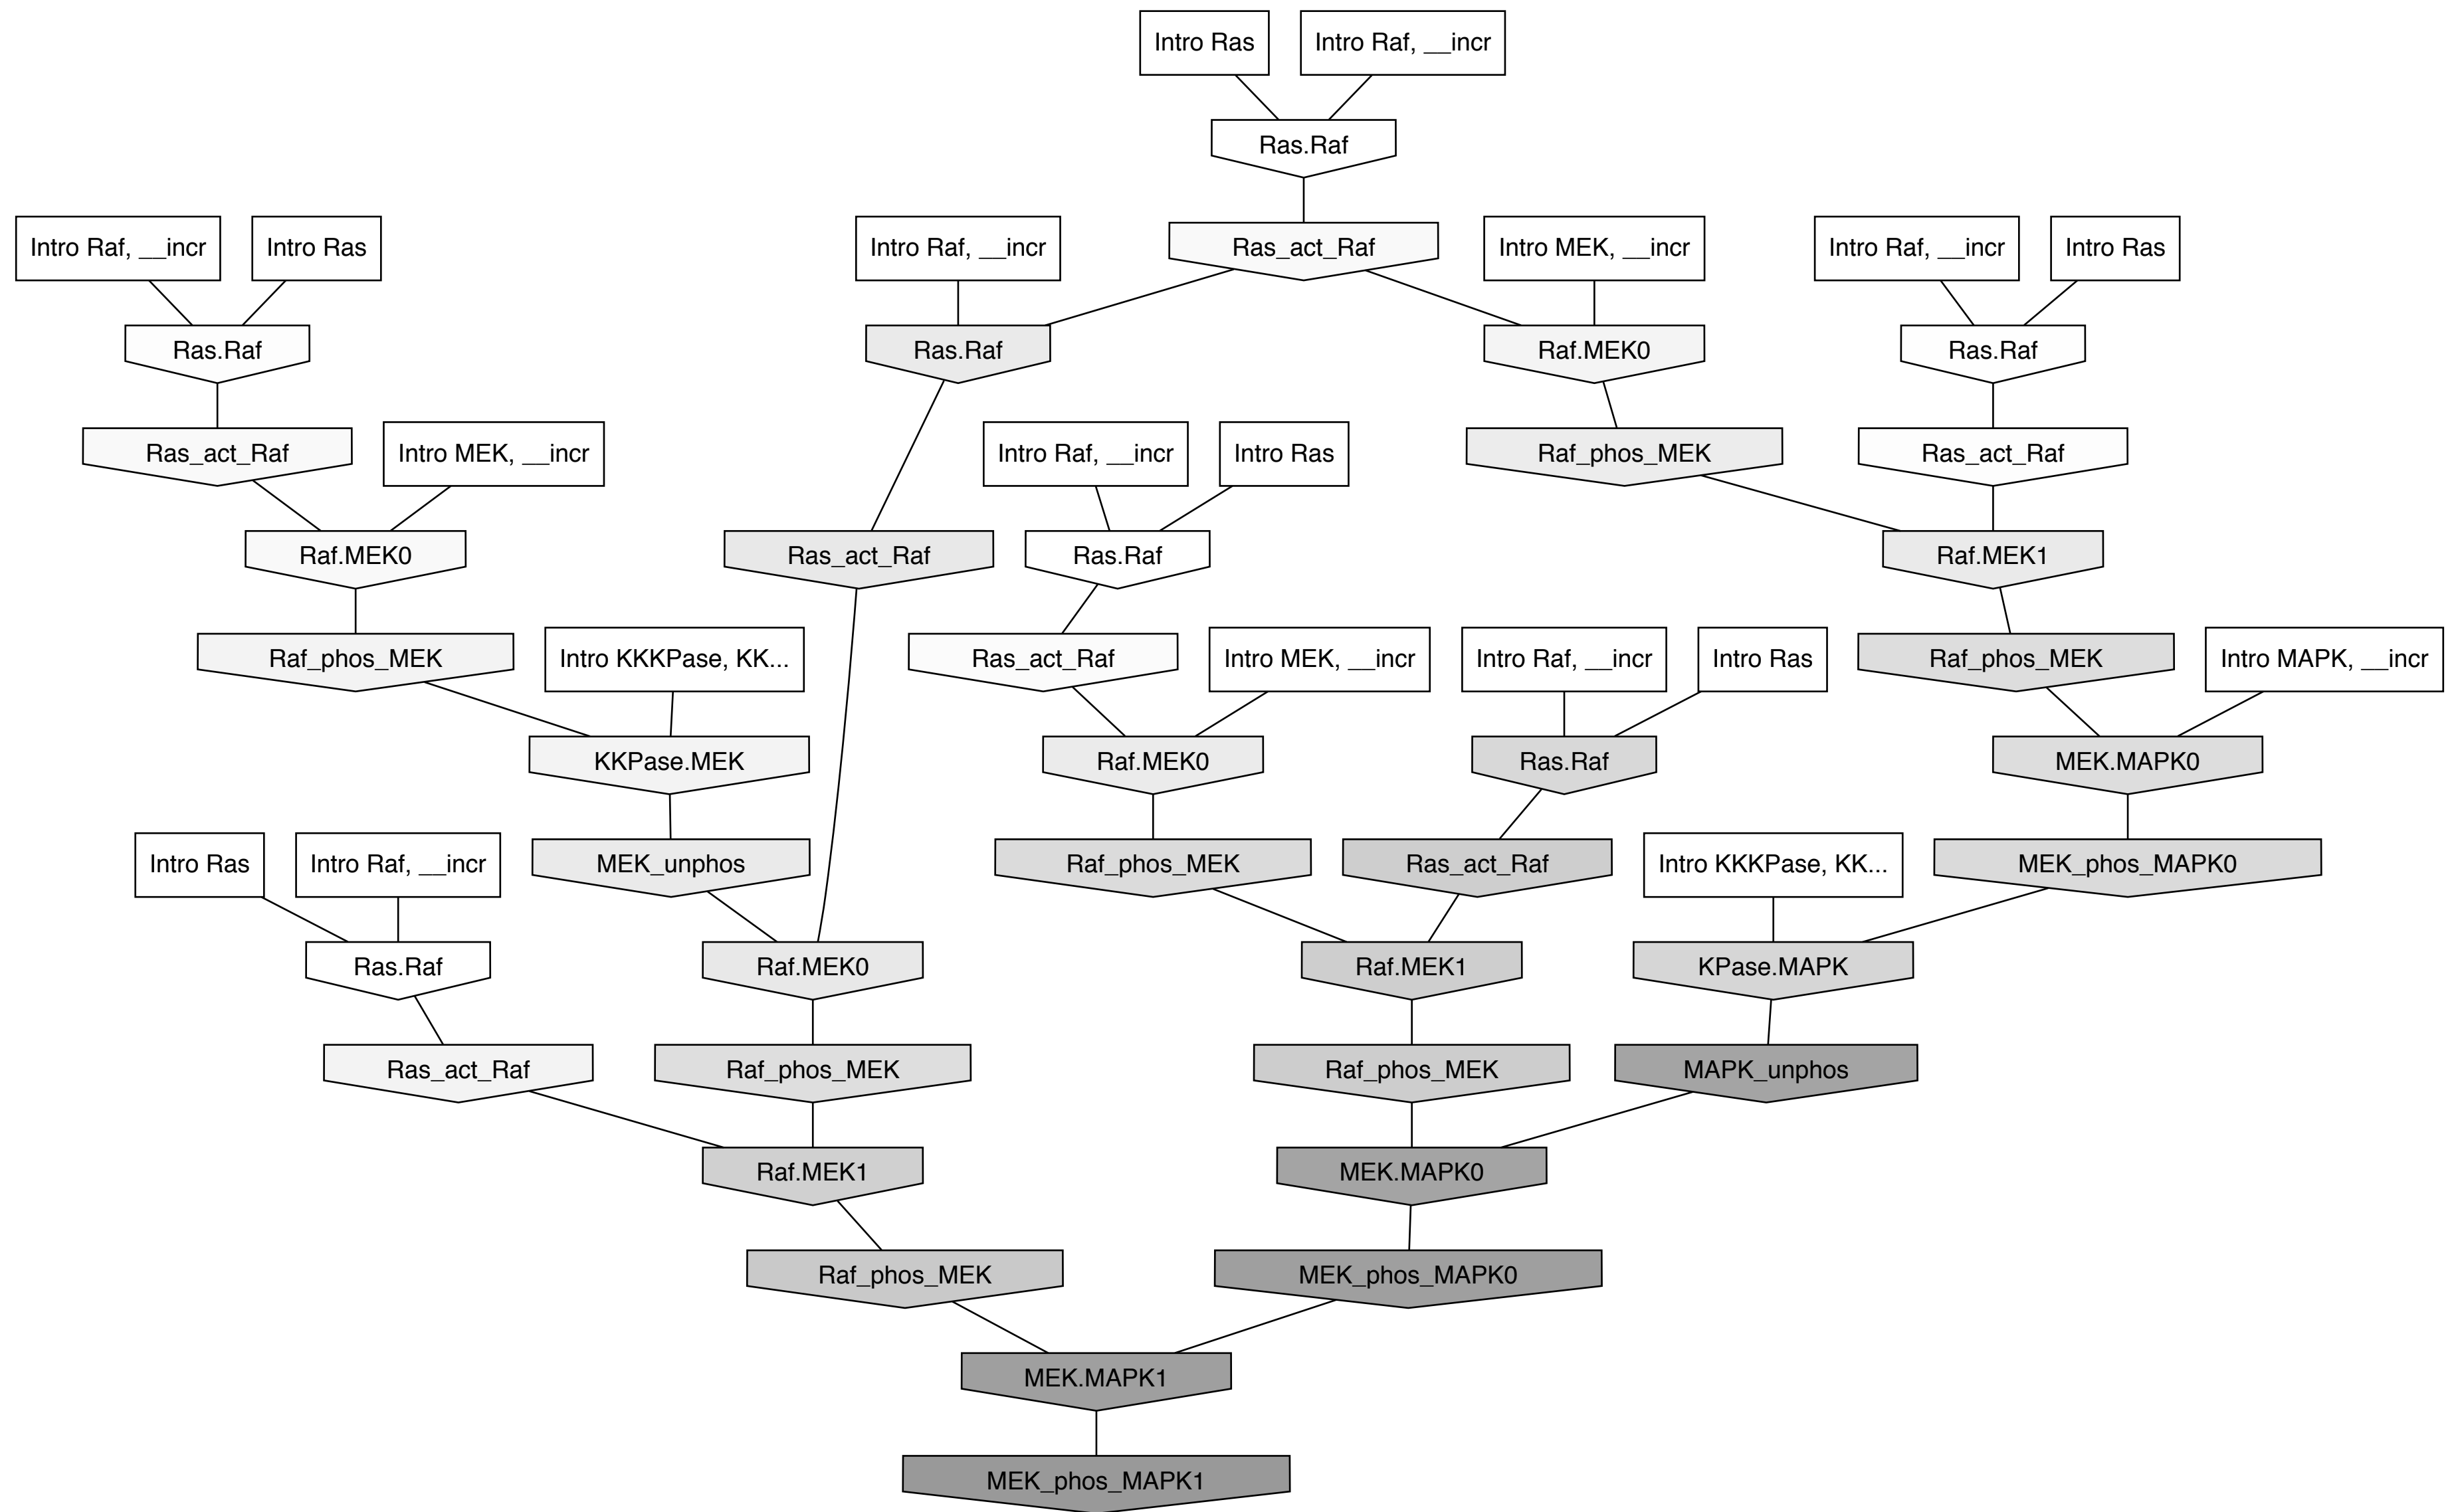 Intro Ras
Intro Raf, __incr
Ras.Raf
Intro Raf, __incr
Intro Ras
Intro Raf, __incr
Ras_act_Raf
Intro MEK, __incr
Intro Raf, __incr
Intro Ras
Ras.Raf
Ras.Raf
Raf.MEK0
Ras.Raf
Ras_act_Raf
Intro MEK, __incr
Intro Raf, __incr
Intro Ras
Raf_phos_MEK
Ras_act_Raf
Raf.MEK0
Ras_act_Raf
Ras.Raf
Raf.MEK1
Raf_phos_MEK
Intro KKKPase, KK...
Ras_act_Raf
Intro MEK, __incr
Intro Raf, __incr
Intro Ras
Raf_phos_MEK
Intro MAPK, __incr
KKPase.MEK
Raf.MEK0
Ras.Raf
MEK.MAPK0
Intro Ras
Intro Raf, __incr
MEK_unphos
Raf_phos_MEK
Ras_act_Raf
Intro KKKPase, KK...
MEK_phos_MAPK0
Ras.Raf
Raf.MEK0
Raf.MEK1
KPase.MAPK
Ras_act_Raf
Raf_phos_MEK
Raf_phos_MEK
MAPK_unphos
Raf.MEK1
MEK.MAPK0
Raf_phos_MEK
MEK_phos_MAPK0
MEK.MAPK1
MEK_phos_MAPK1